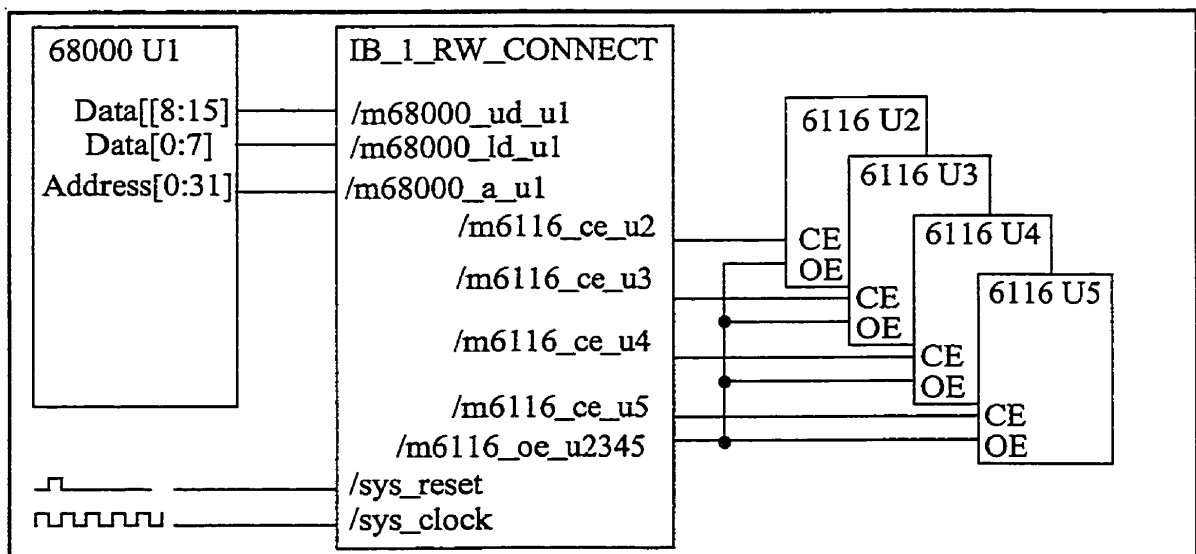 68000 U1
Data[[8:15]
Data[0:7]
Address[0:31]
IB_1_RW_CONNECT
/m68000_ud_u1
/m68000_ld_u1
/m68000_a_u1
/m6116_ce_u2
/m6116_ce_u3
/m6116_ce_u4
/m6116_ce_u5
/m6116_oe_u2345
/sys_reset
/sys_clock
6116 U2
CE
OE
6116 U3
CE
OE
6116 U4
CE
OE
6116 U5
CE
OE